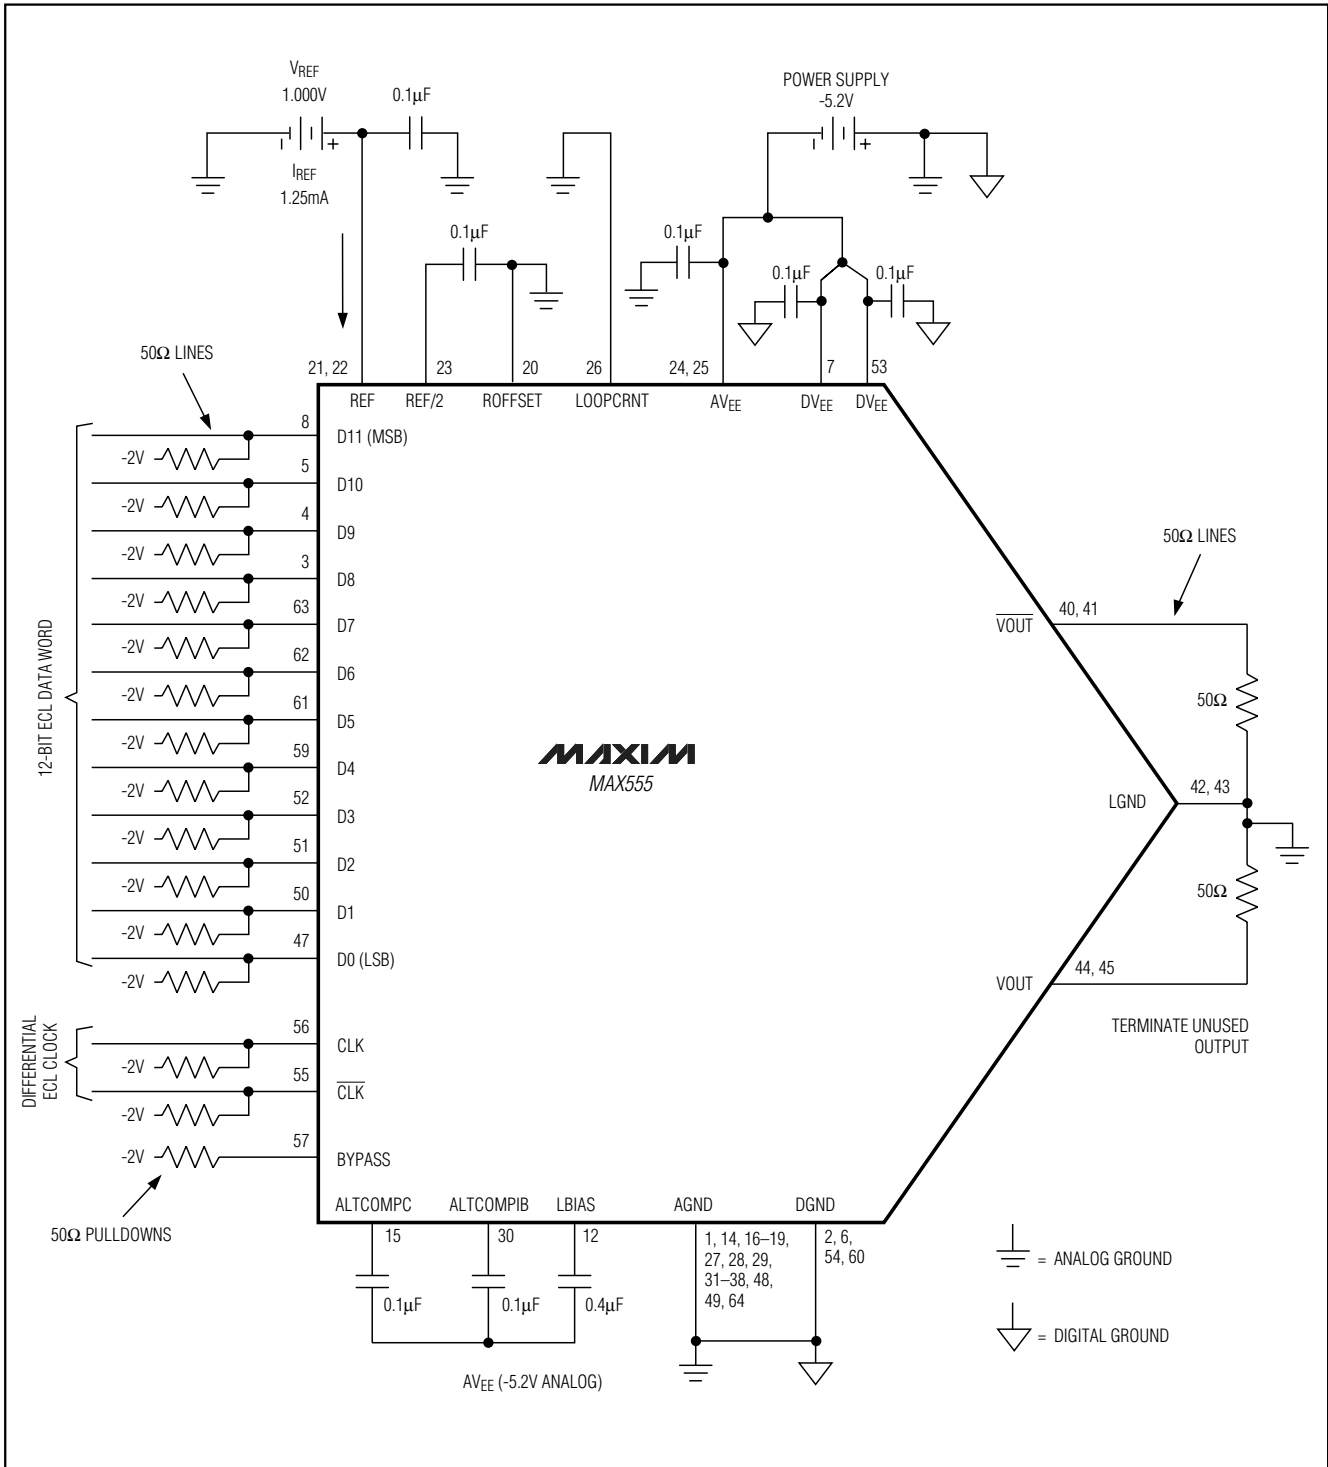 VREF
1.000V
0.1µF
IREF
1.25mA
POWER SUPPLY
-5.2V
0.1µF
0.1µF
0.1µF
0.1µF
50Ω LINES
21, 22
23
20
26
24, 25
7
53
REF
REF/2
ROFFSET
LOOPCRNT
AVEE
DVEE
DVEE
12-BIT ECL DATA WORD
8
D11 (MSB)
-2V
5
D10
-2V
4
D9
-2V
3
D8
-2V
63
D7
-2V
62
D6
-2V
61
D5
-2V
59
D4
-2V
52
D3
-2V
51
D2
-2V
50
D1
-2V
47
D0 (LSB)
-2V
DIFFERENTIAL
ECL CLOCK
56
CLK
-2V
55
CLK
-2V
57
-2V
BYPASS
50Ω PULLDOWNS
MAXIM
MAX555
50Ω LINES
VOUT
40, 41
50Ω
LGND
42, 43
50Ω
VOUT
44, 45
TERMINATE UNUSED
OUTPUT
ALTCOMPC
ALTCOMPIB
LBIAS
AGND
DGND
15
30
12
1, 14, 16–19,
27, 28, 29,
31–38, 48,
49, 64
2, 6,
54, 60
0.1µF
0.1µF
0.4µF
AVEE (-5.2V ANALOG)
= ANALOG GROUND
= DIGITAL GROUND